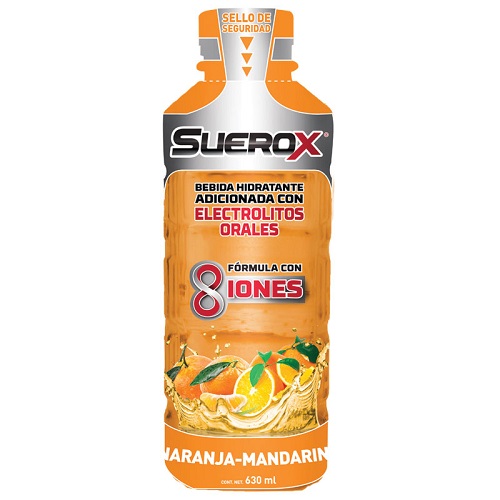 SELLO DE
SEGURIDAD
SUEROX®
BEBIDA HIDRATANTE
ADICIONADA CON
ELECTROLITOS
ORALES
FÓRMULA CON
8 IONES
NARANJA-MANDARIN
CONT. NET. 630 ml